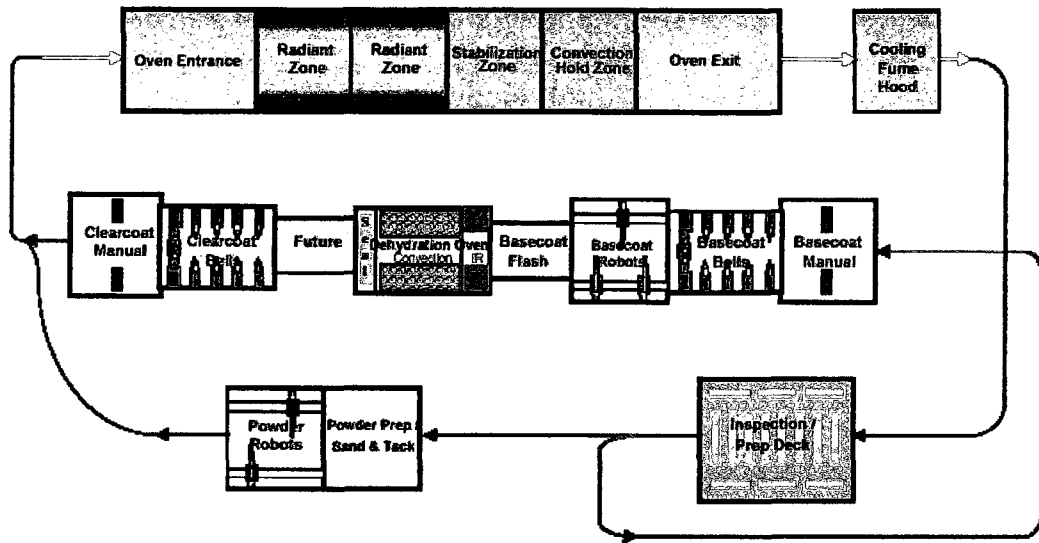 Oven Entrance
Radiant
Zone
Radiant
Zone
Stabilization
Zone
Convection
Hold Zone
Oven Exit
Cooling
Fume
Hood
Clearcoat
Manual
Clearcoat
Bells
Future
Dehydration Oven
Convection
IR
Basecoat
Flash
Basecoat
Robots
Basecoat
Bells
Basecoat
Manual
Powder
Robots
Powder Prep /
Sand & Tack
Inspection /
Prep Deck